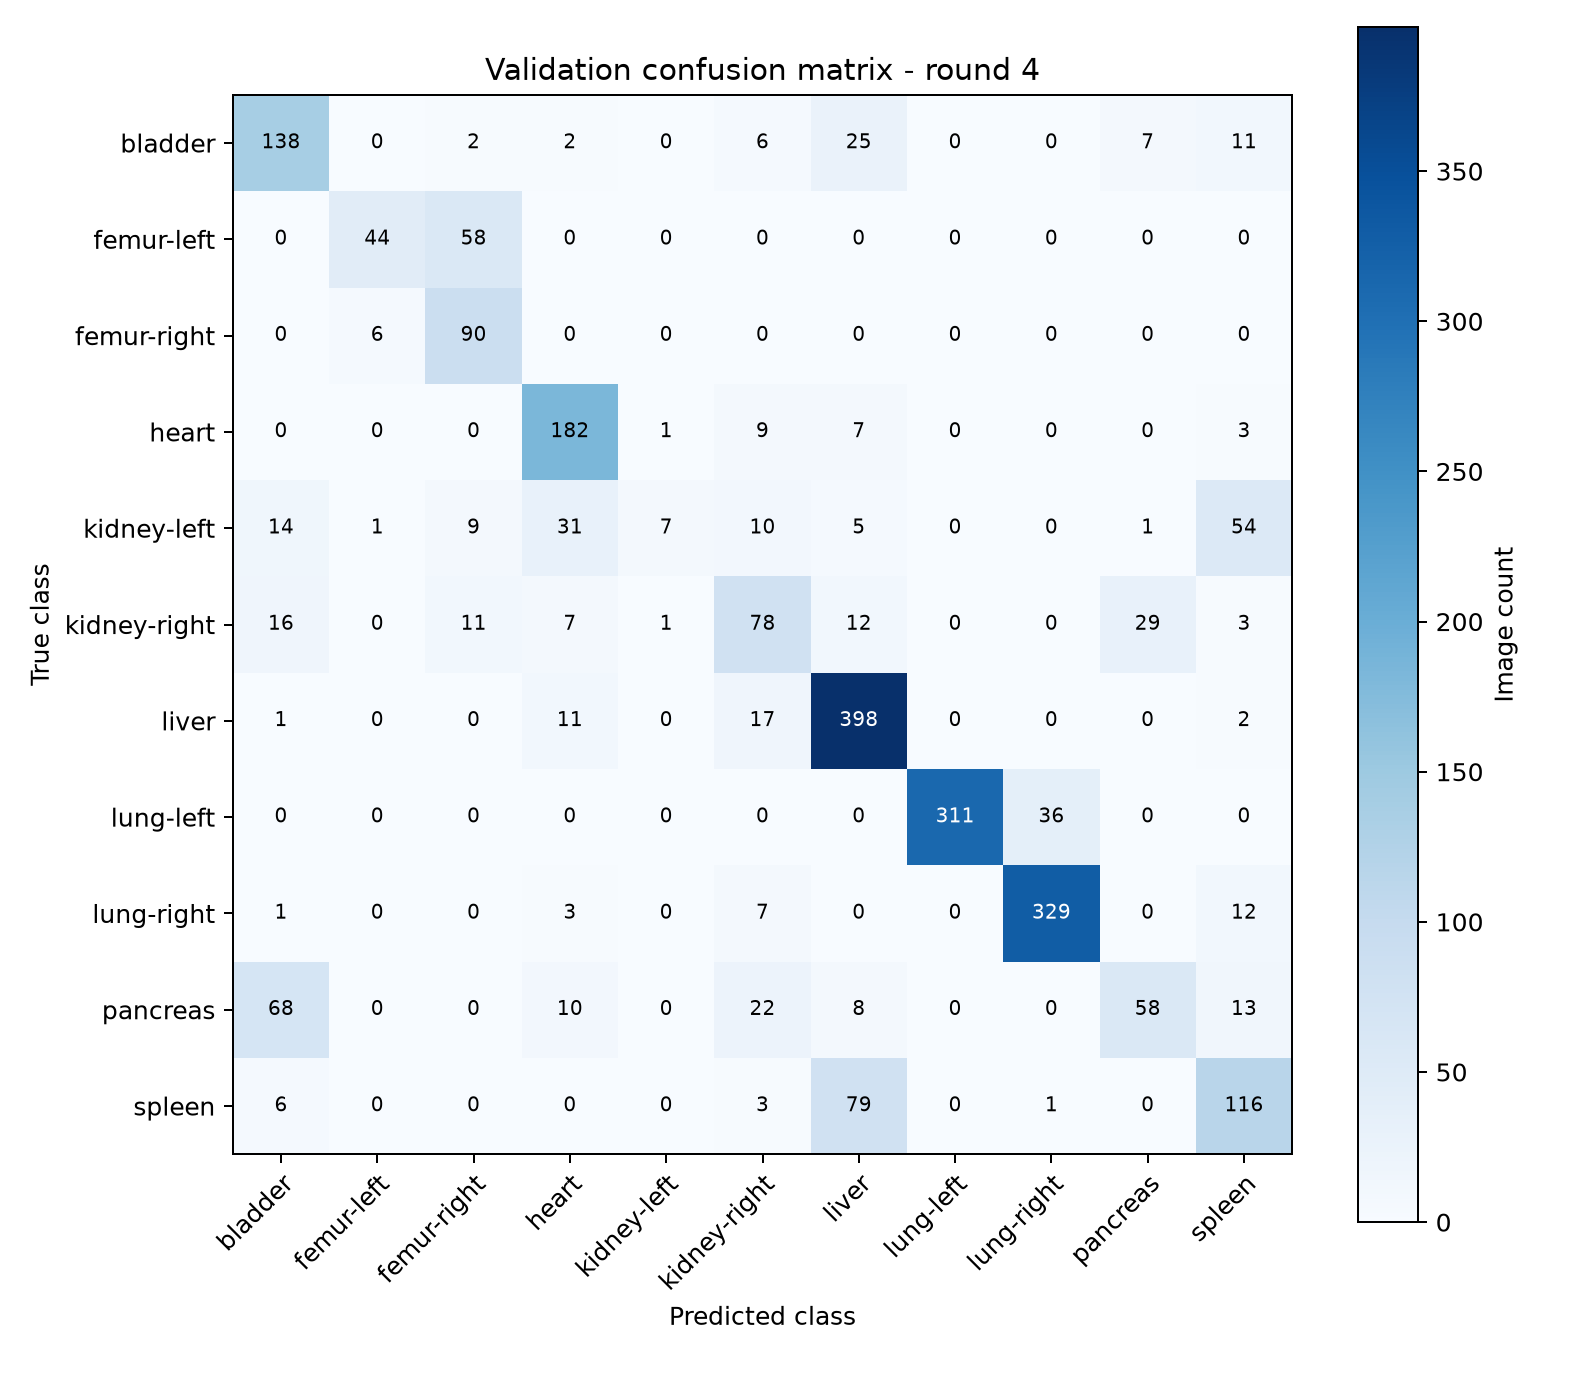 Validation confusion matrix - round 4
bladder 138 0 2 2 0 6 25 0 0 7 11
femur-left 0 44 58 0 0 0 0 0 0 0 0
femur-right 0 6 90 0 0 0 0 0 0 0 0
heart 0 0 0 182 1 9 7 0 0 0 3
kidney-left 14 1 9 31 7 10 5 0 0 1 54
kidney-right 16 0 11 7 1 78 12 0 0 29 3
liver 1 0 0 11 0 17 398 0 0 0 2
lung-left 0 0 0 0 0 0 0 311 36 0 0
lung-right 1 0 0 3 0 7 0 0 329 0 12
pancreas 68 0 0 10 0 22 8 0 0 58 13
spleen 6 0 0 0 0 3 79 0 1 0 116
True class
bladder femur-left femur-right heart kidney-left kidney-right liver lung-left lung-right pancreas spleen
Predicted class
350
300
250
200
150
100
50
0
Image count